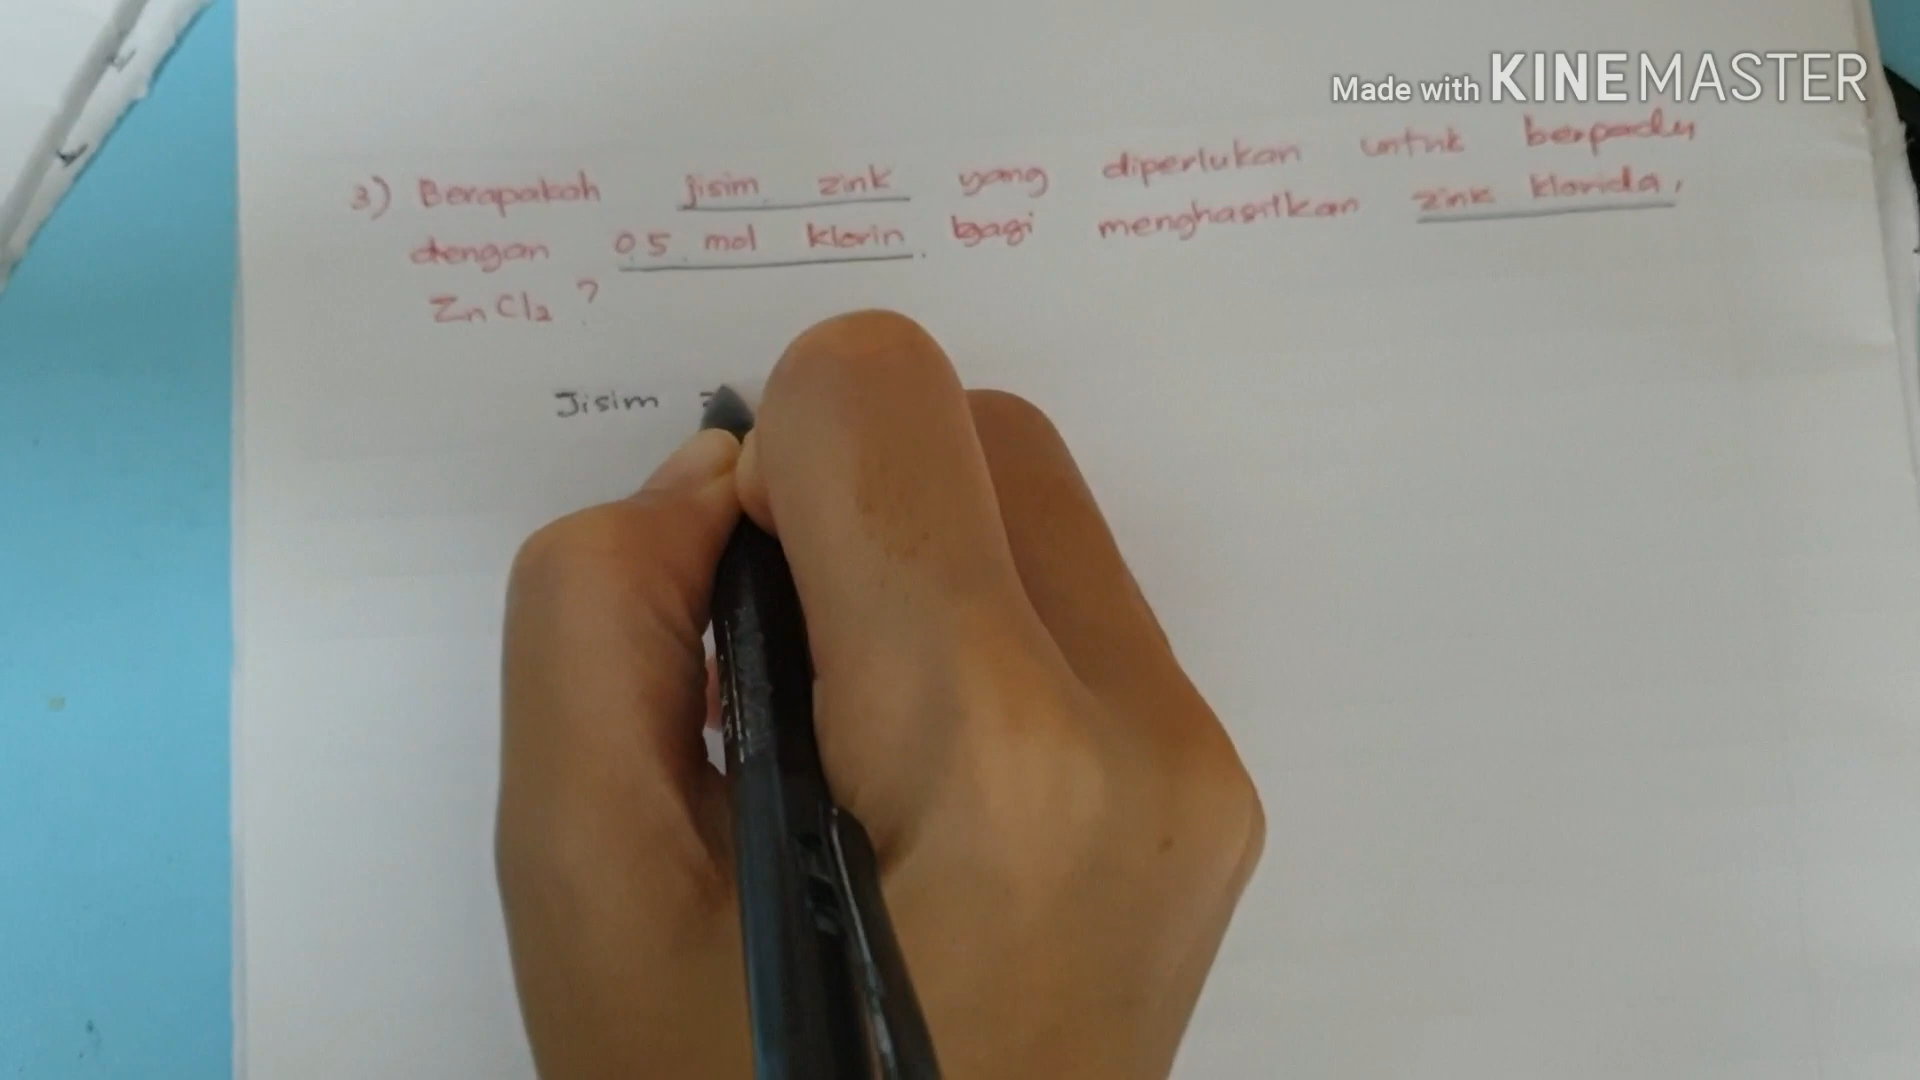 Made with KINEMASTER
3) Berapakah jisim zink yang diperlukan untuk berpadu
dengan 0.5 mol klorin bagi menghasilkan zink klorida,
ZnCl2 ?
Jisim